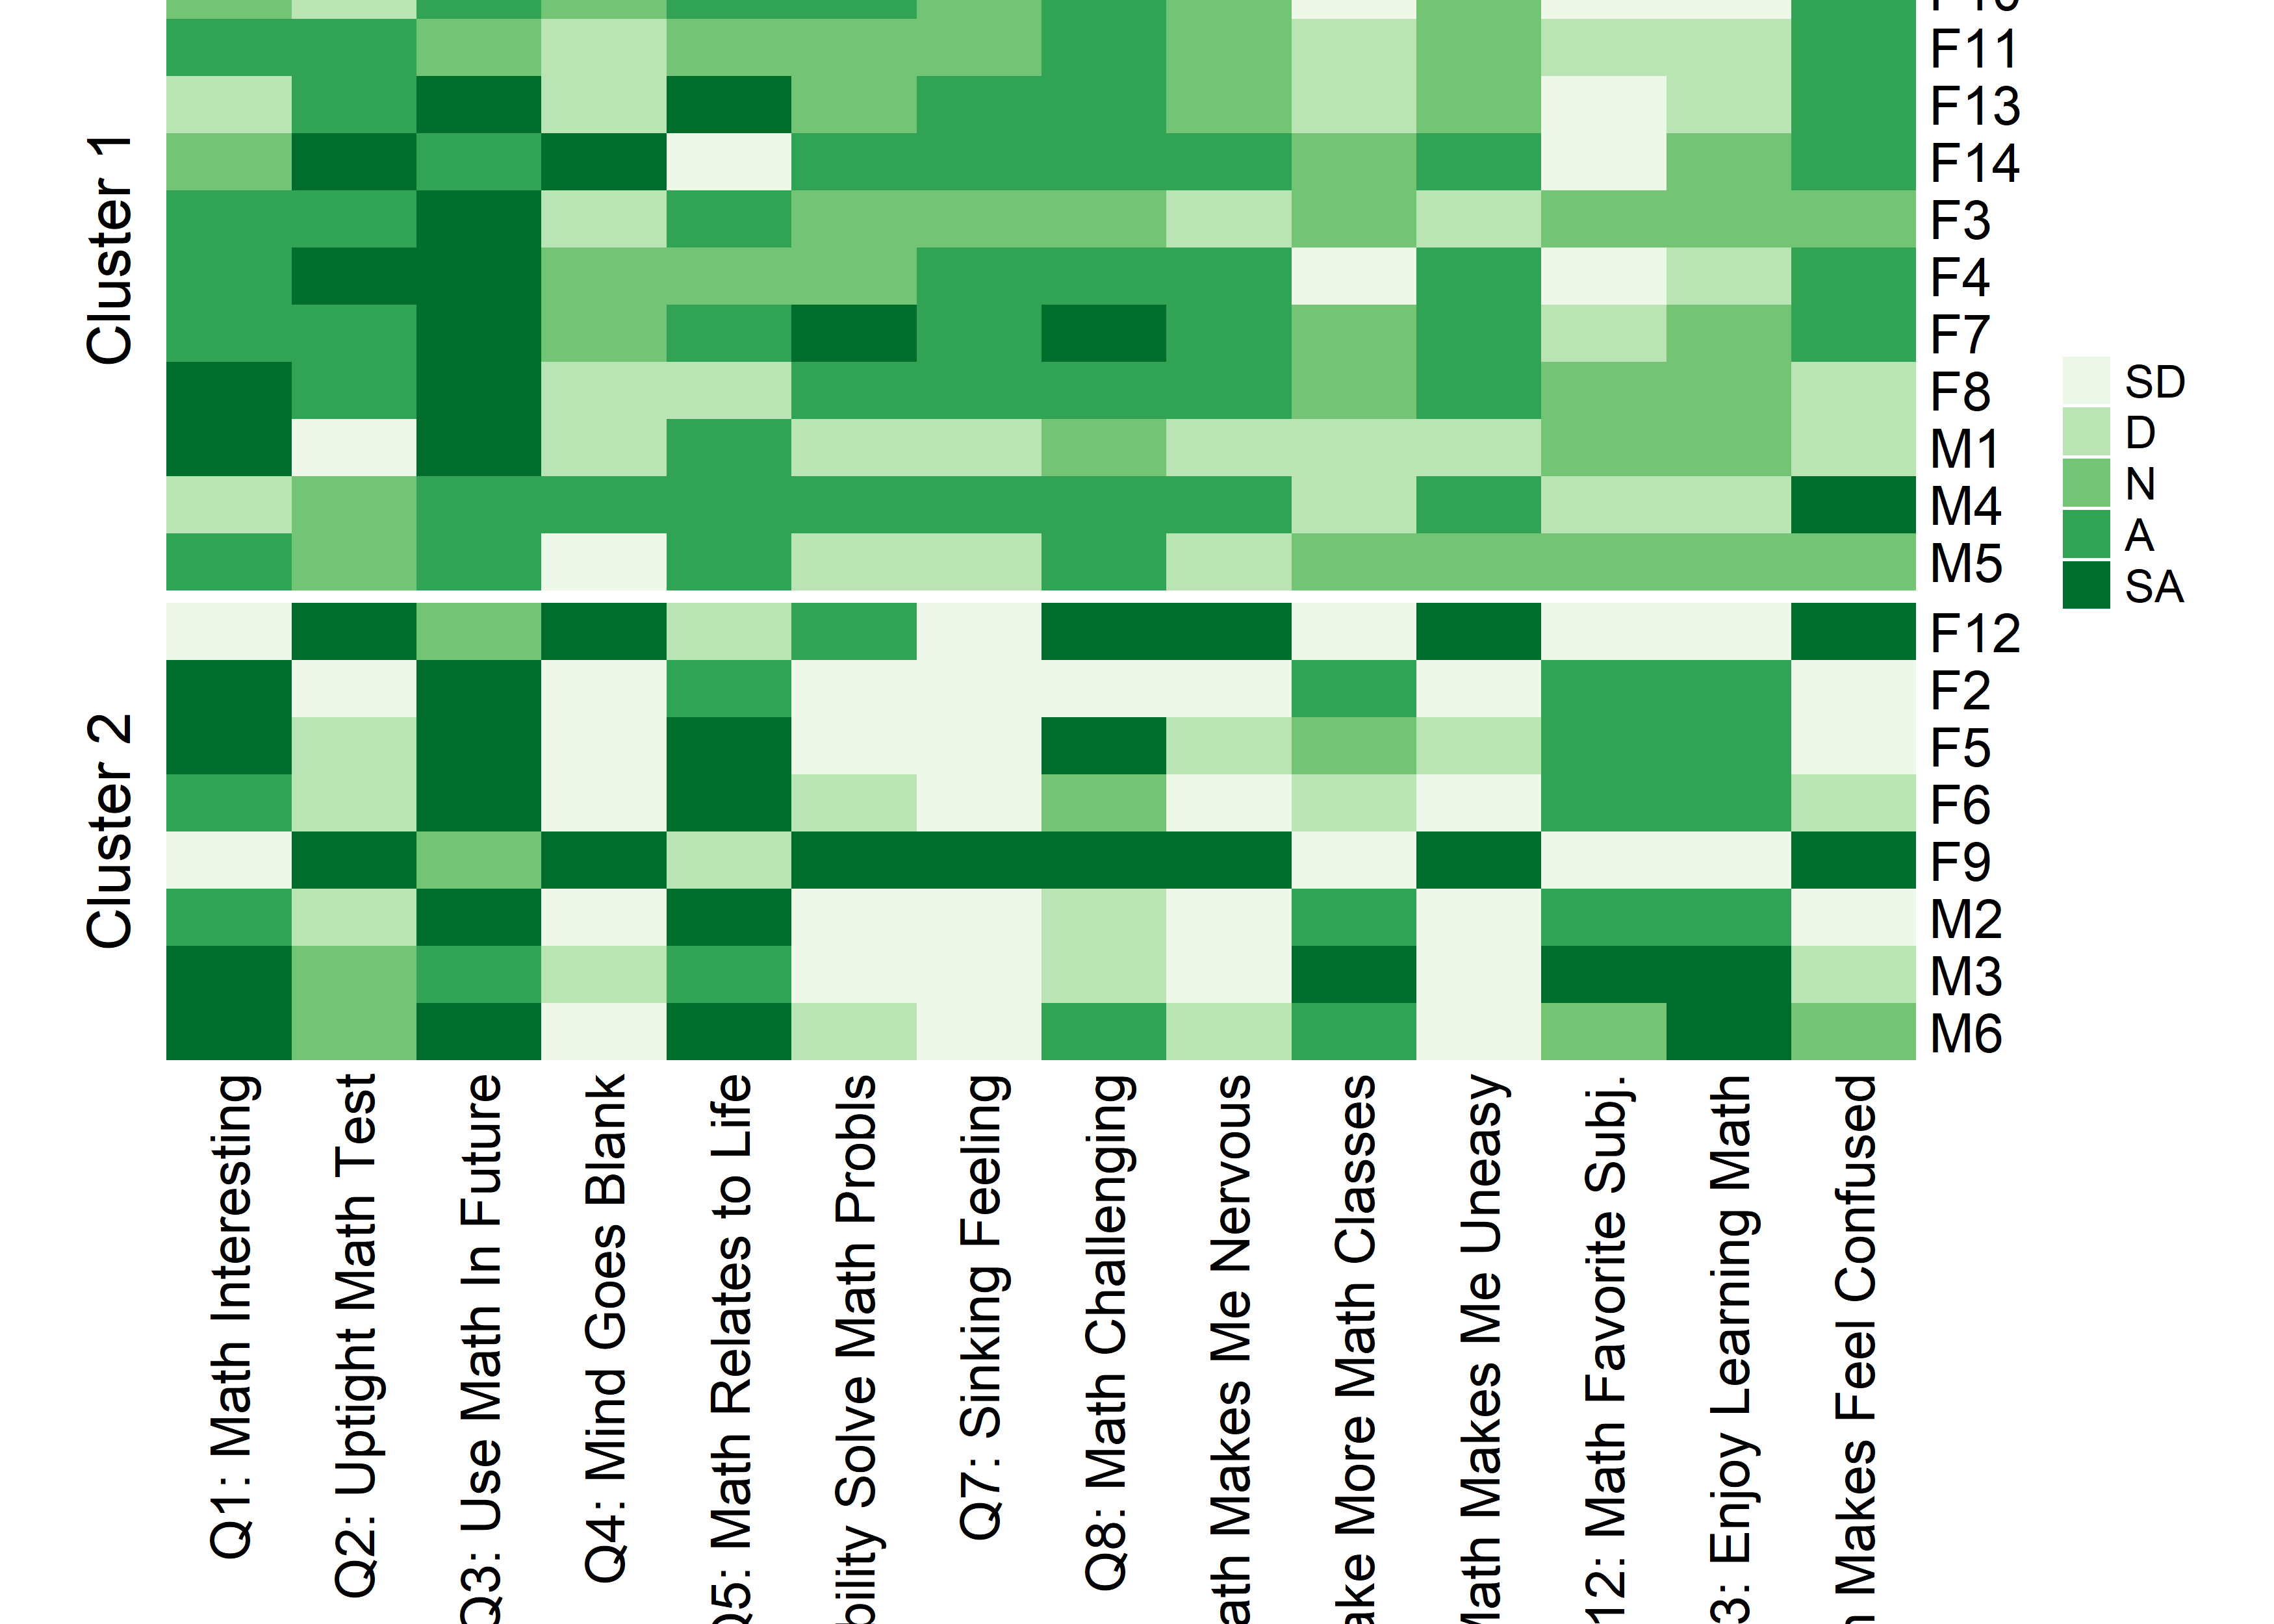 Cluster 1
Cluster 2
F11
F13
F14
F3
F4
F7
F8
M1
M4
M5
F12
F2
F5
F6
F9
M2
M3
M6
SD
D
N
A
SA
Q1: Math Interesting
Q2: Uptight Math Test
Q3: Use Math In Future
Q4: Mind Goes Blank
Q5: Math Relates to Life
Solve Math Probls
Q7: Sinking Feeling
Q8: Math Challenging
Makes Me Nervous
More Math Classes
Math Makes Me Uneasy
12: Math Favorite Subj.
3: Enjoy Learning Math
Makes Feel Confused